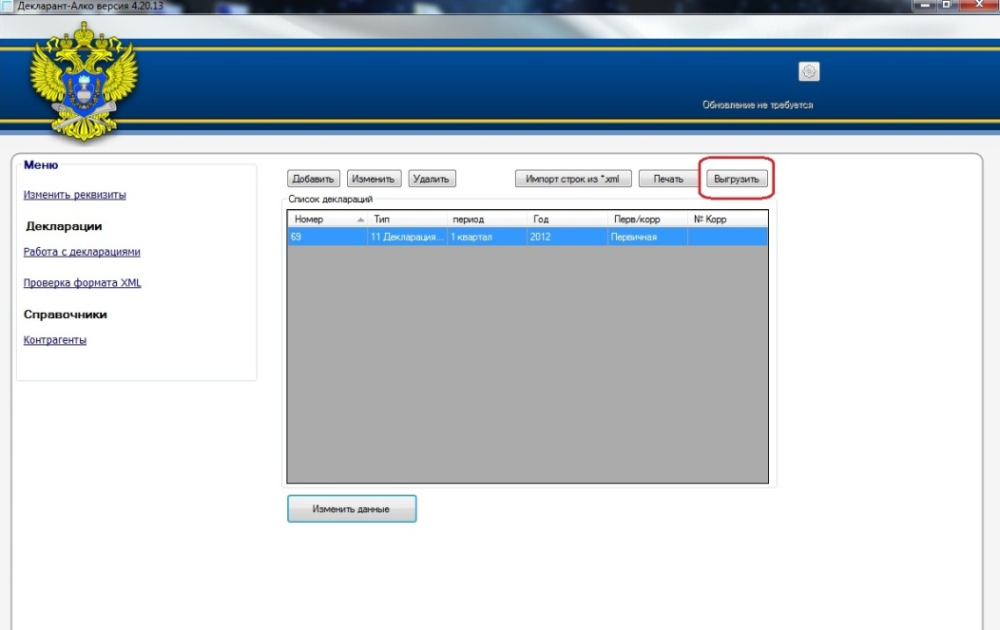 Декларант-Алко версия 4.20.13
Обновление не требуется
Меню
Изменить реквизиты
Декларации
Работа с декларациями
Проверка формата XML
Справочники
Контрагенты
Добавить Изменить Удалить Импорт строк из *.xml Печать Выгрузить
Список деклараций
Номер Тип период Год Перв/корр № Корр
69 11 Декларация... 1 квартал 2012 Первичная
Изменить данные